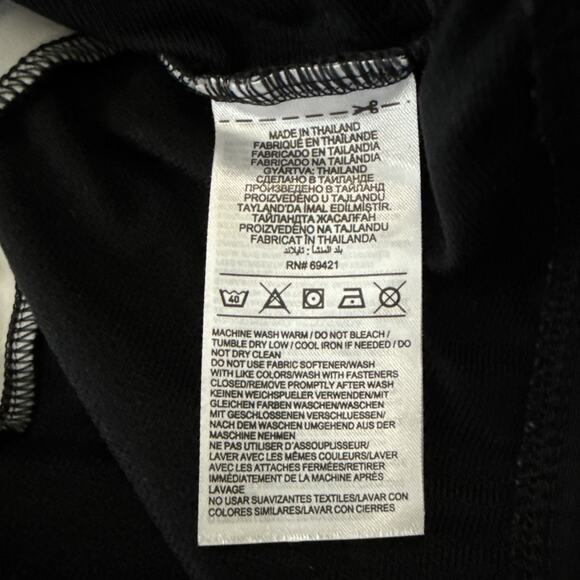 MADE IN THAILAND
FABRIQUÉ EN THAÏLANDE
FABRICADO EN TAILANDIA
FABRICADO NA TAILÂNDIA
GYÁRTVA: THAILAND
СДЕЛАНО В ТАИЛАНДЕ
ПРОИЗВЕДЕНО В ТАЙЛАНД
PROIZVEDENO U TAJLANDU
TAYLAND'DA İMAL EDİLMİŞTİR.
ТАЙЛАНДТА ЖАСАЛҒАН
PROIZVEDENO NA TAJLANDU
FABRICAT ÎN THAILANDA
بلد المنشأ : تايلاند
RN# 69421
40
MACHINE WASH WARM / DO NOT BLEACH /
TUMBLE DRY LOW / COOL IRON IF NEEDED / DO
NOT DRY CLEAN
DO NOT USE FABRIC SOFTENER/WASH
WITH LIKE COLORS/WASH WITH FASTENERS
CLOSED/REMOVE PROMPTLY AFTER WASH
KEINEN WEICHSPUELER VERWENDEN/MIT
GLEICHEN FARBEN WASCHEN/WASCHEN
MIT GESCHLOSSENEN VERSCHLUESSEN/
NACH DEM WASCHEN UMGEHEND AUS DER
MASCHINE NEHMEN
NE PAS UTILISER D'ASSOUPLISSEUR/
LAVER AVEC LES MÊMES COULEURS/LAVER
AVEC LES ATTACHES FERMÉES/RETIRER
IMMÉDIATEMENT DE LA MACHINE APRÈS
LAVAGE
NO USAR SUAVIZANTES TEXTILES/LAVAR CON
COLORES SIMILARES/LAVAR CON